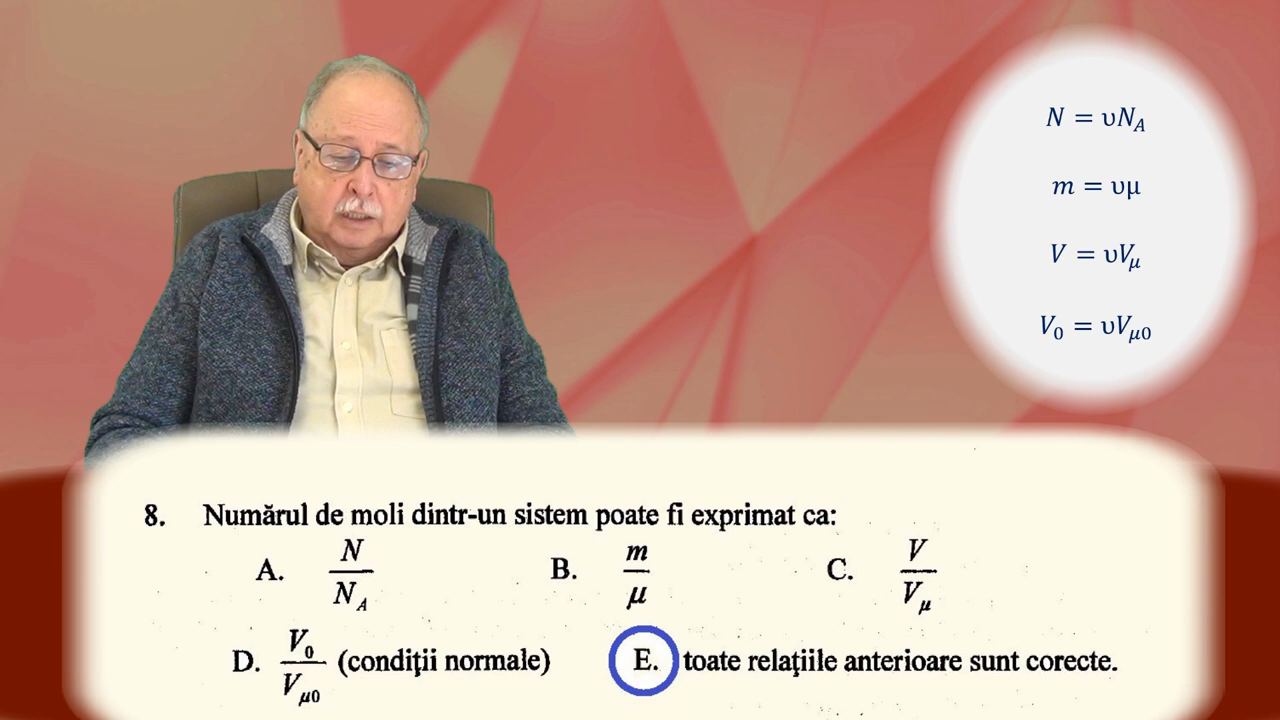 N = υN_A
m = υμ
V = υV_μ
V_0 = υV_μ0
8. Numărul de moli dintr-un sistem poate fi exprimat ca:
A. N/N_A B. m/μ C. V/V_μ
D. V_0/V_μ0 (condiţii normale) E. toate relaţiile anterioare sunt corecte.